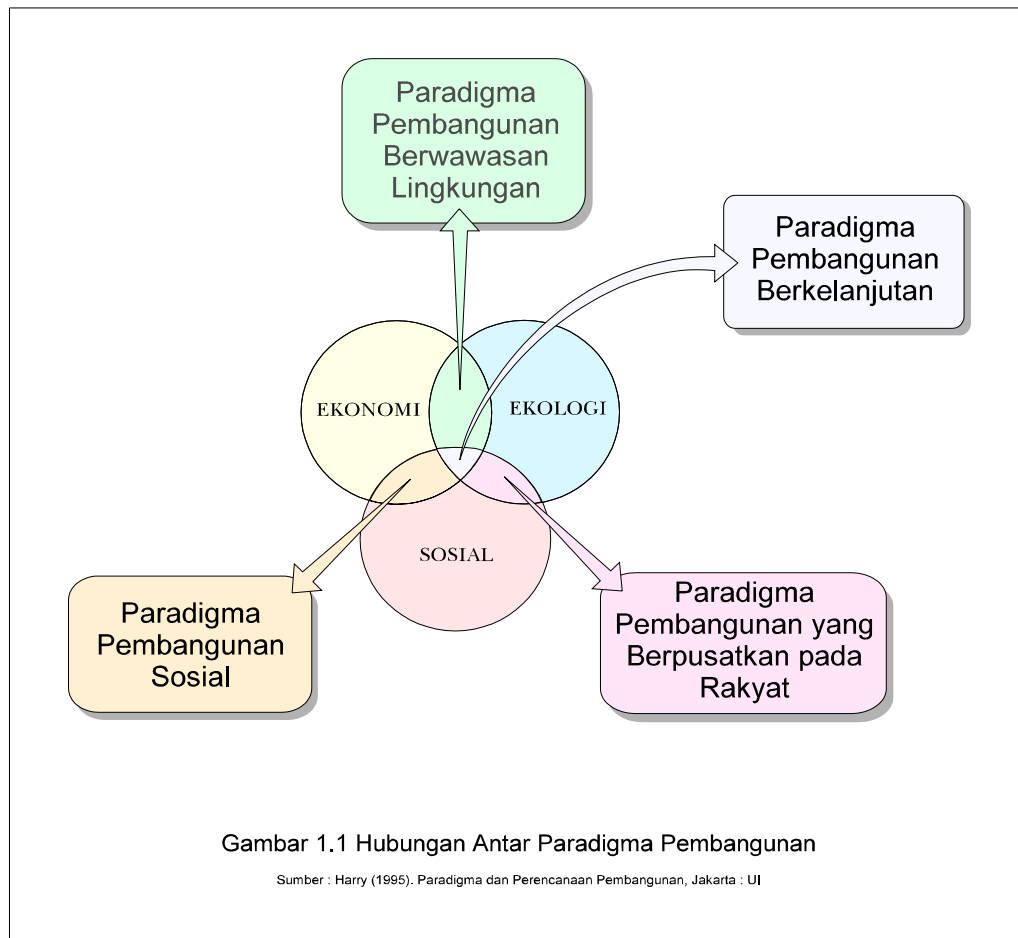 Paradigma
Pembangunan
Berwawasan
Lingkungan
Paradigma
Pembangunan
Berkelanjutan
EKONOMI
EKOLOGI
SOSIAL
Paradigma
Pembangunan
Sosial
Paradigma
Pembangunan yang
Berpusatkan pada
Rakyat
Gambar 1.1 Hubungan Antar Paradigma Pembangunan
Sumber : Harry (1995). Paradigma dan Perencanaan Pembangunan, Jakarta : UI